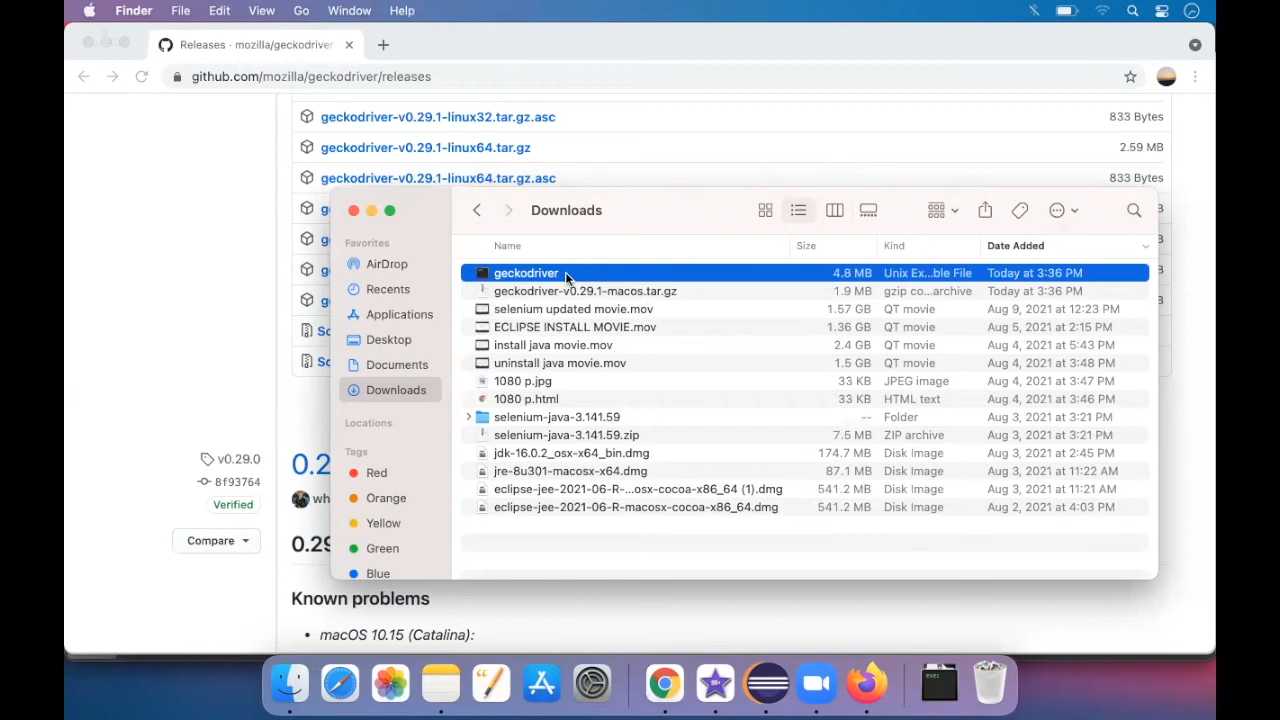 Finder File Edit View Go Window Help
Releases · mozilla/geckodriver
github.com/mozilla/geckodriver/releases
geckodriver-v0.29.1-linux32.tar.gz.asc 833 Bytes
geckodriver-v0.29.1-linux64.tar.gz 2.59 MB
geckodriver-v0.29.1-linux64.tar.gz.asc 833 Bytes
Downloads
Favorites
AirDrop
Recents
Applications
Desktop
Documents
Downloads
Locations
Tags
Red
Orange
Yellow
Green
Blue
Name Size Kind Date Added
geckodriver 4.8 MB Unix Ex...ble File Today at 3:36 PM
geckodriver-v0.29.1-macos.tar.gz 1.9 MB gzip co...archive Today at 3:36 PM
selenium updated movie.mov 1.57 GB QT movie Aug 9, 2021 at 12:23 PM
ECLIPSE INSTALL MOVIE.mov 1.36 GB QT movie Aug 5, 2021 at 2:15 PM
install java movie.mov 2.4 GB QT movie Aug 4, 2021 at 5:43 PM
uninstall java movie.mov 1.5 GB QT movie Aug 4, 2021 at 3:48 PM
1080 p.jpg 33 KB JPEG image Aug 4, 2021 at 3:47 PM
1080 p.html 33 KB HTML text Aug 4, 2021 at 3:46 PM
selenium-java-3.141.59 -- Folder Aug 3, 2021 at 3:21 PM
selenium-java-3.141.59.zip 7.5 MB ZIP archive Aug 3, 2021 at 3:21 PM
jdk-16.0.2_osx-x64_bin.dmg 174.7 MB Disk Image Aug 3, 2021 at 2:45 PM
jre-8u301-macosx-x64.dmg 87.1 MB Disk Image Aug 3, 2021 at 11:22 AM
eclipse-jee-2021-06-R-...osx-cocoa-x86_64 (1).dmg 541.2 MB Disk Image Aug 3, 2021 at 11:21 AM
eclipse-jee-2021-06-R-macosx-cocoa-x86_64.dmg 541.2 MB Disk Image Aug 2, 2021 at 4:03 PM
v0.29.0
8f93764
Verified
Compare
0.2
wh
0.29
Known problems
• macOS 10.15 (Catalina):
exec